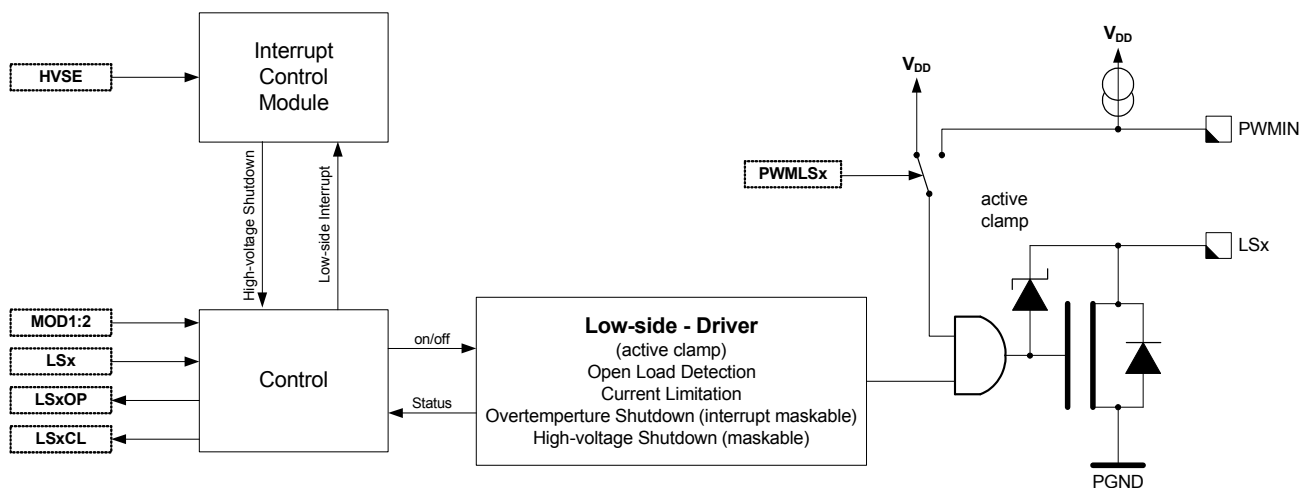 Interrupt
Control
Module
HVSE
High-voltage Shutdown
Low-side Interrupt
VDD
VDD
PWMIN
PWMLSx
active
clamp
LSx
MOD1:2
LSx
LSxOP
LSxCL
Control
on/off
Status
Low-side - Driver
(active clamp)
Open Load Detection
Current Limitation
Overtemperture Shutdown (interrupt maskable)
High-voltage Shutdown (maskable)
PGND